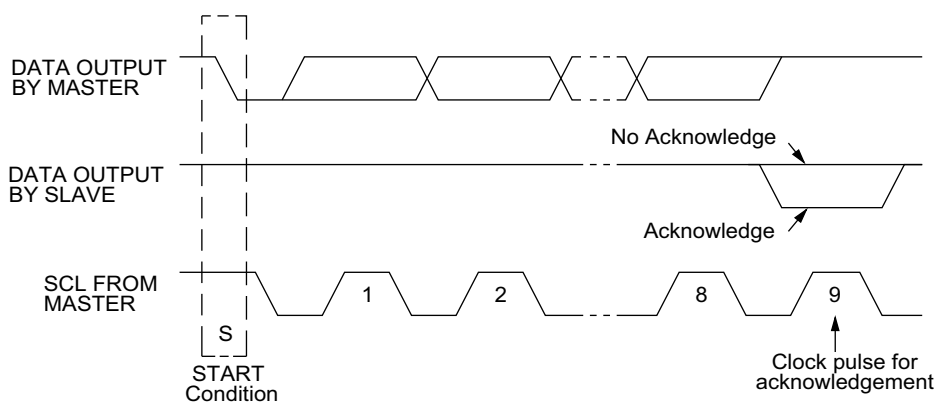 DATA OUTPUT
BY MASTER
No Acknowledge
DATA OUTPUT
BY SLAVE
Acknowledge
SCL FROM
MASTER
1
2
8
9
S
START
Condition
Clock pulse for
acknowledgement